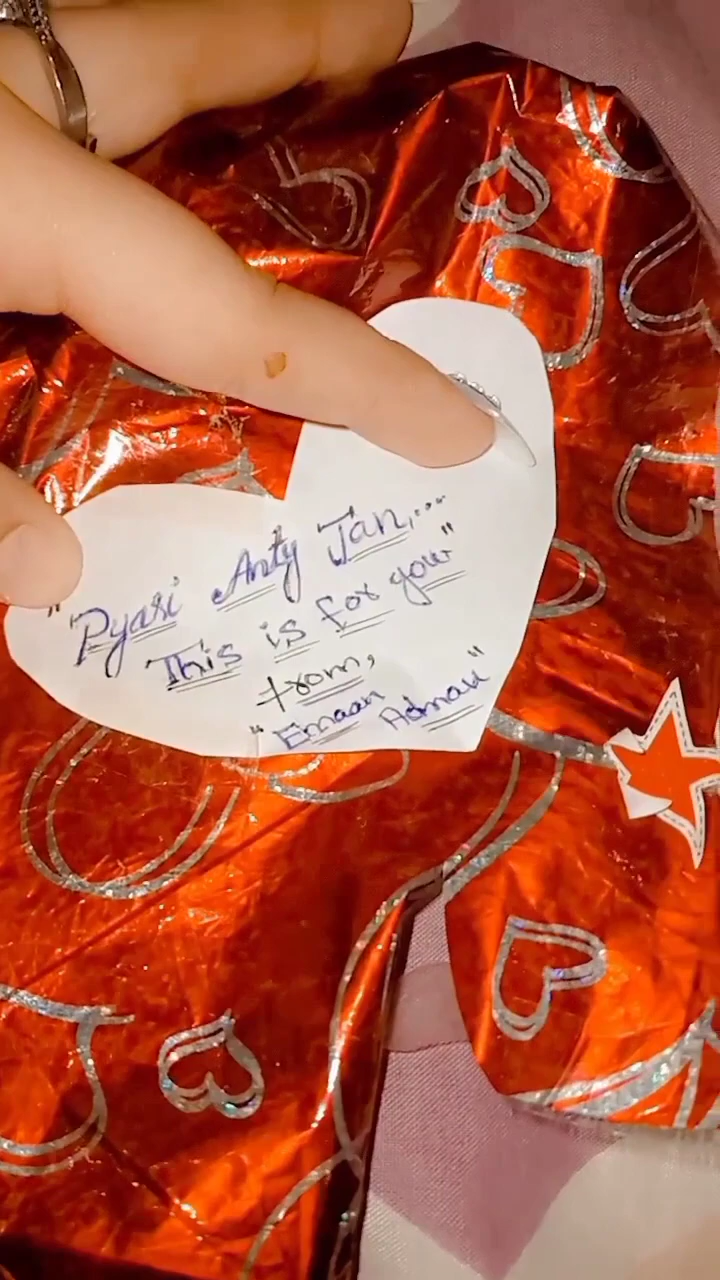 "Pyari Anty Jan,....
This is for you"
from,
"Emaan Adnan"